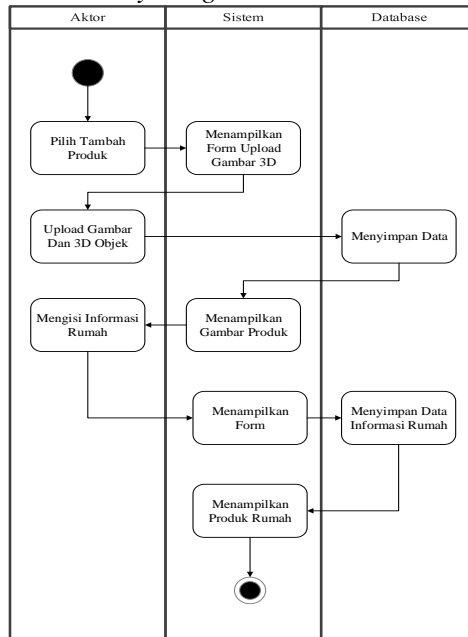 Aktor
Sistem
Database
Pilih Tambah
Produk
Menampilkan
Form Upload
Gambar 3D
Upload Gambar
Dan 3D Objek
Menyimpan Data
Mengisi Informasi
Rumah
Menampilkan
Gambar Produk
Menampilkan
Form
Menyimpan Data
Informasi Rumah
Menampilkan
Produk Rumah